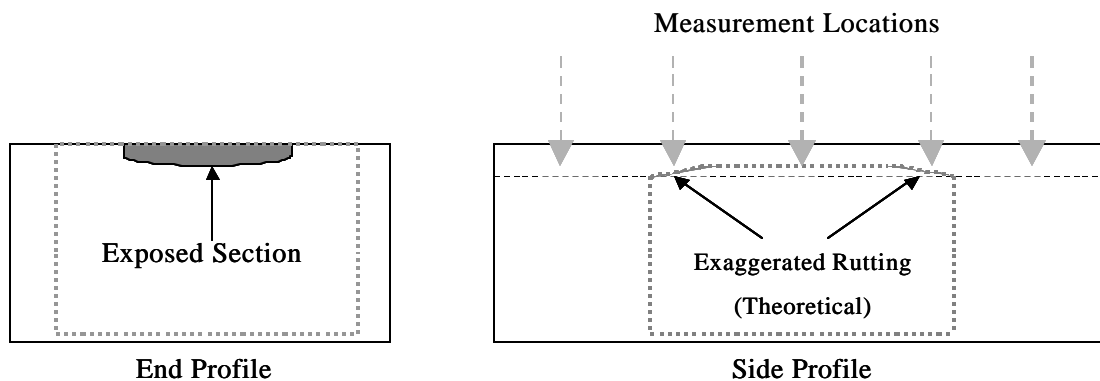 Measurement Locations
Exposed Section
Exaggerated Rutting
(Theoretical)
End Profile
Side Profile